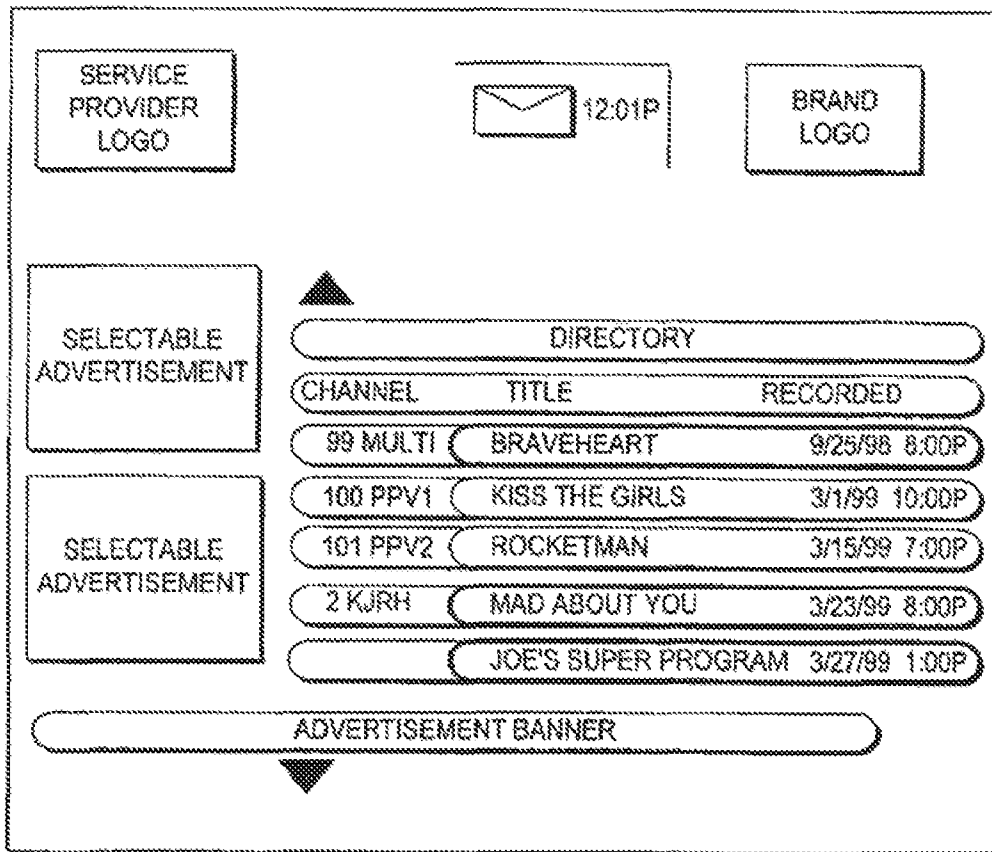 SERVICE
PROVIDER
LOGO
12:01P
BRAND
LOGO
SELECTABLE
ADVERTISEMENT
DIRECTORY
CHANNEL TITLE RECORDED
99 MULTI BRAVEHEART 9/25/98 8:00P
100 PPV1 KISS THE GIRLS 3/1/99 10:00P
101 PPV2 ROCKETMAN 3/15/99 7:00P
SELECTABLE
ADVERTISEMENT
2 KJRH MAD ABOUT YOU 3/23/99 8:00P
JOE'S SUPER PROGRAM 3/27/99 1:00P
ADVERTISEMENT BANNER